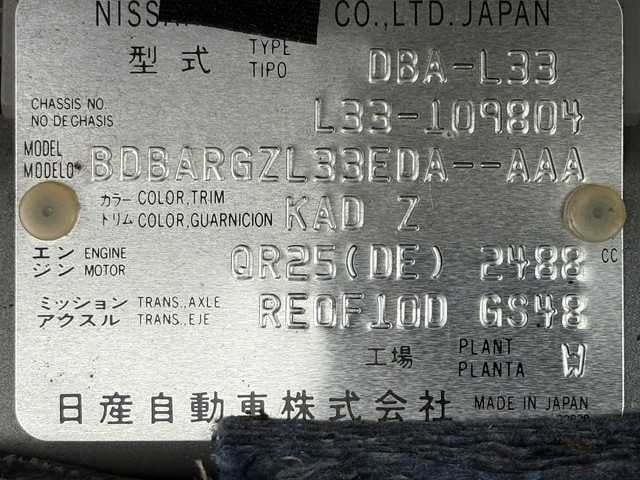 NISSAN CO.,LTD. JAPAN
型式 TYPE TIPO DBA-L33
CHASSIS NO. NO DE GHASIS L33-109804
MODEL MODELO BDBARGZL33EDA--AAA
カラー COLOR,TRIM
トリム COLOR,GUARNICION KAD Z
エンジン ENGINE MOTOR QR25(DE) 2488 CC
ミッション TRANS.,AXLE
アクスル TRANS.,EJE REOF10D GS48
工場 PLANT PLANTA W
日産自動車株式会社 MADE IN JAPAN